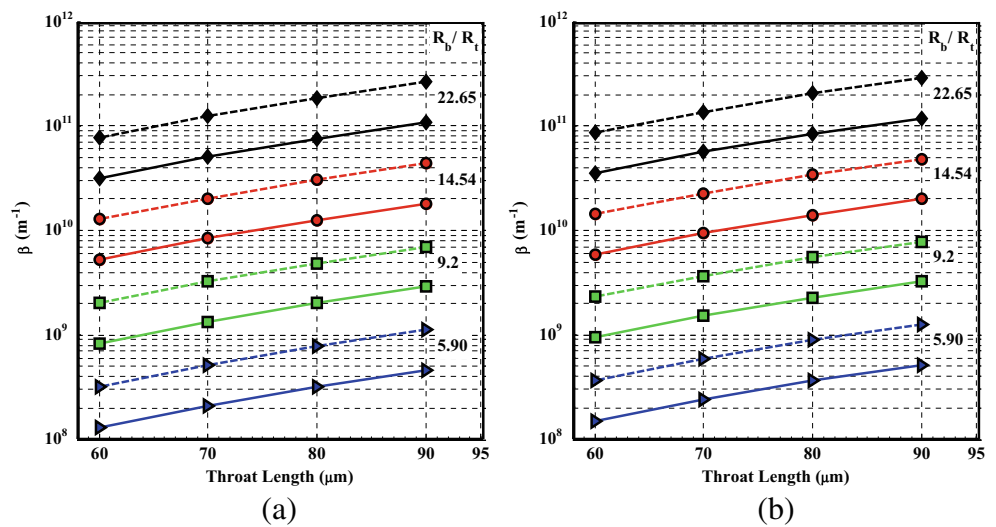 10¹²
R_b/ R_t
22.65
10¹¹
14.54
10¹⁰
9.2
10⁹
5.90
10⁸
β (m⁻¹)
60 70 80 90 95
Throat Length (μm)
(a)
10¹²
R_b/ R_t
22.65
10¹¹
14.54
10¹⁰
9.2
10⁹
5.90
10⁸
β (m⁻¹)
60 70 80 90 95
Throat Length (μm)
(b)